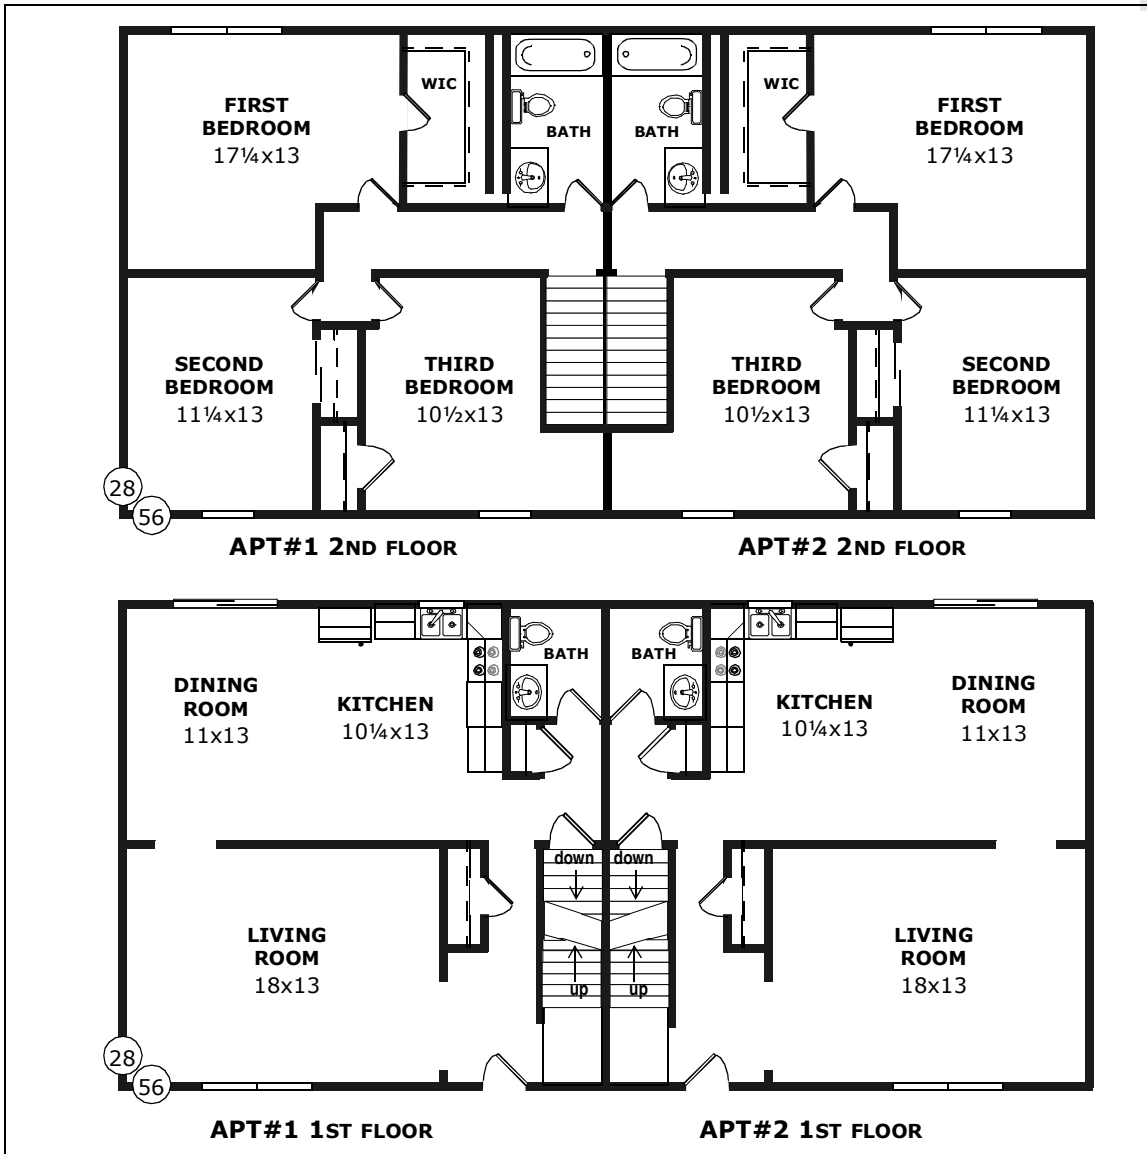 WIC
WIC
FIRST
BEDROOM
17¼x13
BATH
BATH
FIRST
BEDROOM
17¼x13
SECOND
BEDROOM
11¼x13
THIRD
BEDROOM
10½x13
THIRD
BEDROOM
10½x13
SECOND
BEDROOM
11¼x13
28
56
APT#1 2ND FLOOR
APT#2 2ND FLOOR
BATH
BATH
DINING
ROOM
11x13
KITCHEN
10¼x13
KITCHEN
10¼x13
DINING
ROOM
11x13
down
down
LIVING
ROOM
18x13
up
up
LIVING
ROOM
18x13
28
56
APT#1 1ST FLOOR
APT#2 1ST FLOOR